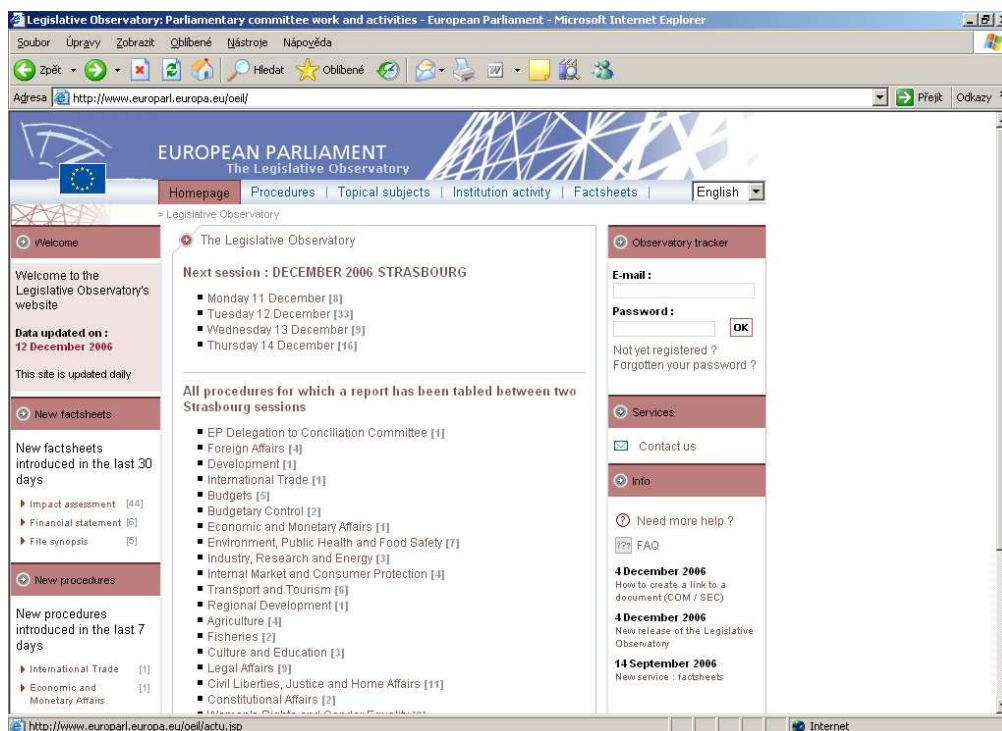 Legislative Observatory: Parliamentary committee work and activities - European Parliament - Microsoft Internet Explorer
Soubor Úpravy Zobrazit Oblíbené Nástroje Nápověda
Zpět Hledat Oblíbené
Adresa http://www.europarl.europa.eu/oeil/ Přejít Odkazy
EUROPEAN PARLIAMENT
The Legislative Observatory
Homepage Procedures | Topical subjects | Institution activity | Factsheets | English
> Legislative Observatory
Welcome
Welcome to the
Legislative Observatory's
website
Data updated on :
12 December 2006
This site is updated daily
New factsheets
New factsheets
introduced in the last 30
days
Impact assessment [44]
Financial statement [6]
File synopsis [5]
New procedures
New procedures
introduced in the last 7
days
International Trade [1]
Economic and [1]
Monetary Affairs
The Legislative Observatory
Next session : DECEMBER 2006 STRASBOURG
Monday 11 December [8]
Tuesday 12 December [33]
Wednesday 13 December [9]
Thursday 14 December [16]
All procedures for which a report has been tabled between two
Strasbourg sessions
EP Delegation to Conciliation Committee [1]
Foreign Affairs [4]
Development [1]
International Trade [1]
Budgets [5]
Budgetary Control [2]
Economic and Monetary Affairs [1]
Environment, Public Health and Food Safety [7]
Industry, Research and Energy [3]
Internal Market and Consumer Protection [4]
Transport and Tourism [6]
Regional Development [1]
Agriculture [4]
Fisheries [2]
Culture and Education [3]
Legal Affairs [9]
Civil Liberties, Justice and Home Affairs [11]
Constitutional Affairs [2]
Women's Rights and Gender Equality
Observatory tracker
E-mail :
Password :
OK
Not yet registered ?
Forgotten your password ?
Services
Contact us
Info
Need more help ?
??? FAQ
4 December 2006
How to create a link to a
document (COM / SEC)
4 December 2006
New release of the Legislative
Observatory
14 September 2006
New service : factsheets
http://www.europarl.europa.eu/oeil/actu.jsp Internet